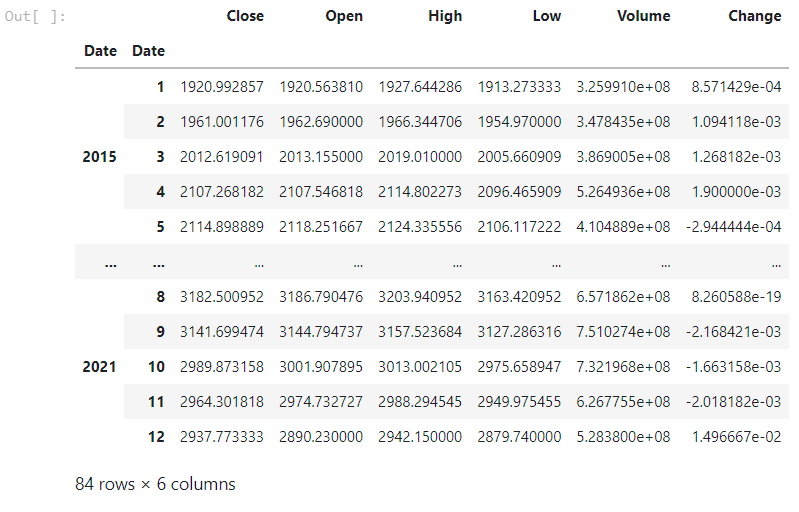 Out[ ]: Close Open High Low Volume Change
Date Date
1 1920.992857 1920.563810 1927.644286 1913.273333 3.259910e+08 8.571429e-04
2 1961.001176 1962.690000 1966.344706 1954.970000 3.478435e+08 1.094118e-03
2015 3 2012.619091 2013.155000 2019.010000 2005.660909 3.869005e+08 1.268182e-03
4 2107.268182 2107.546818 2114.802273 2096.465909 5.264936e+08 1.900000e-03
5 2114.898889 2118.251667 2124.335556 2106.117222 4.104889e+08 -2.944444e-04
... ... ... ... ... ... ... ...
8 3182.500952 3186.790476 3203.940952 3163.420952 6.571862e+08 8.260588e-19
9 3141.699474 3144.794737 3157.523684 3127.286316 7.510274e+08 -2.168421e-03
2021 10 2989.873158 3001.907895 3013.002105 2975.658947 7.321968e+08 -1.663158e-03
11 2964.301818 2974.732727 2988.294545 2949.975455 6.267755e+08 -2.018182e-03
12 2937.773333 2890.230000 2942.150000 2879.740000 5.283800e+08 1.496667e-02
84 rows × 6 columns